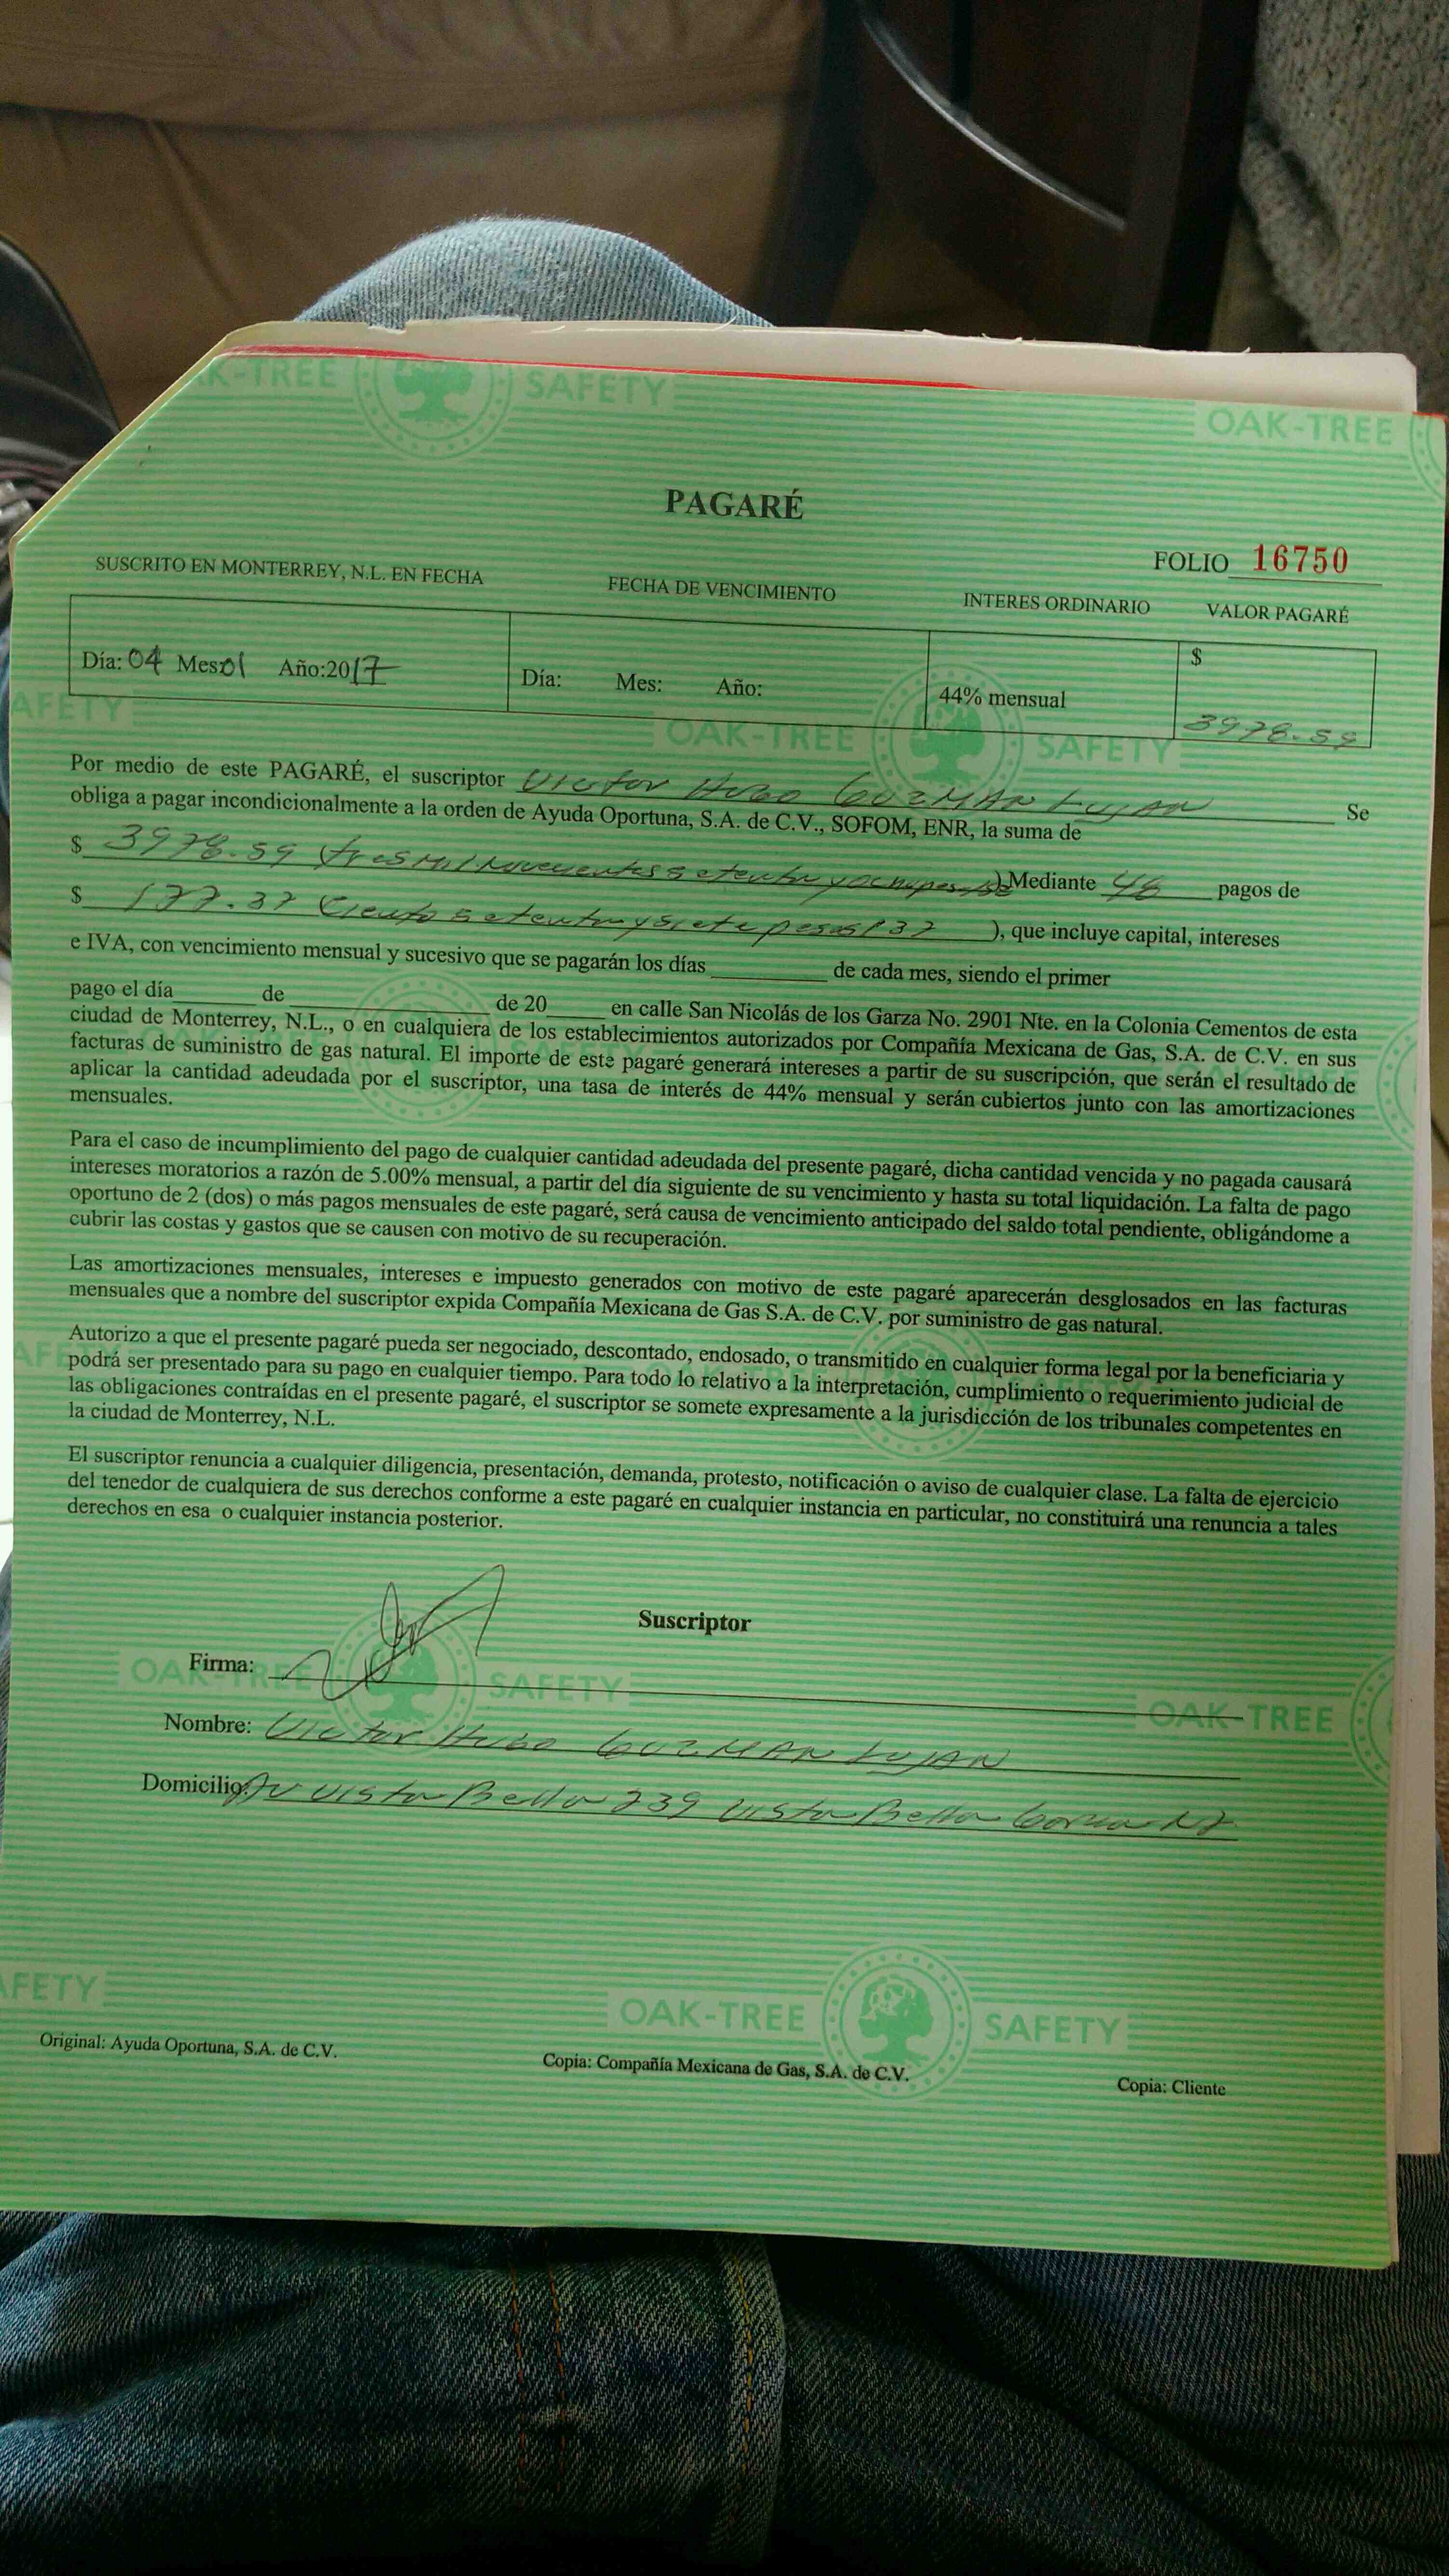 K-TREE SAFETY OAK-TREE
PAGARÉ
FOLIO 16750
SUSCRITO EN MONTERREY, N.L. EN FECHA FECHA DE VENCIMIENTO INTERES ORDINARIO VALOR PAGARÉ
Día: 04 Mes: 01 Año: 2017 Día: Mes: Año: 44% mensual $ 3978.59
AFETY OAK-TREE SAFETY
Por medio de este PAGARÉ, el suscriptor Victor Hugo GUZMAN LUJAN Se
obliga a pagar incondicionalmente a la orden de Ayuda Oportuna, S.A. de C.V., SOFOM, ENR, la suma de
$ 3978.59 (tres mil novecientos setenta y ocho pesos ) Mediante 48 pagos de
$ 177.37 (Ciento setenta y siete pesos 37 ), que incluye capital, intereses
e IVA, con vencimiento mensual y sucesivo que se pagarán los días de cada mes, siendo el primer
pago el día de de 20 en calle San Nicolás de los Garza No. 2901 Nte. en la Colonia Cementos de esta
ciudad de Monterrey, N.L., o en cualquiera de los establecimientos autorizados por Compañía Mexicana de Gas, S.A. de C.V. en sus
facturas de suministro de gas natural. El importe de este pagaré generará intereses a partir de su suscripción, que serán el resultado de
aplicar la cantidad adeudada por el suscriptor, una tasa de interés de 44% mensual y serán cubiertos junto con las amortizaciones
mensuales.
Para el caso de incumplimiento del pago de cualquier cantidad adeudada del presente pagaré, dicha cantidad vencida y no pagada causará
intereses moratorios a razón de 5.00% mensual, a partir del día siguiente de su vencimiento y hasta su total liquidación. La falta de pago
oportuno de 2 (dos) o más pagos mensuales de este pagaré, será causa de vencimiento anticipado del saldo total pendiente, obligándome a
cubrir las costas y gastos que se causen con motivo de su recuperación.
Las amortizaciones mensuales, intereses e impuesto generados con motivo de este pagaré aparecerán desglosados en las facturas
mensuales que a nombre del suscriptor expida Compañía Mexicana de Gas S.A. de C.V. por suministro de gas natural.
Autorizo a que el presente pagaré pueda ser negociado, descontado, endosado, o transmitido en cualquier forma legal por la beneficiaria y
podrá ser presentado para su pago en cualquier tiempo. Para todo lo relativo a la interpretación, cumplimiento o requerimiento judicial de
las obligaciones contraídas en el presente pagaré, el suscriptor se somete expresamente a la jurisdicción de los tribunales competentes en
la ciudad de Monterrey, N.L.
El suscriptor renuncia a cualquier diligencia, presentación, demanda, protesto, notificación o aviso de cualquier clase. La falta de ejercicio
del tenedor de cualquiera de sus derechos conforme a este pagaré en cualquier instancia en particular, no constituirá una renuncia a tales
derechos en esa o cualquier instancia posterior.
Suscriptor
Firma:
OAK-TREE SAFETY OAK-TREE
Nombre: Victor Hugo GUZMAN LUJAN
Domicilio: AV Vista Bella 239 Vista Bella
AFETY OAK-TREE SAFETY
Original: Ayuda Oportuna, S.A. de C.V. Copia: Compañía Mexicana de Gas, S.A. de C.V. Copia: Cliente